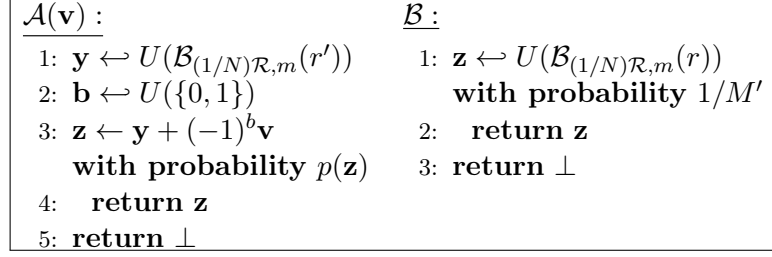 𝒜(𝐯) :
1: 𝐲 ↩ U(ℬ_{(1/N)ℛ,m}(r′))
2: 𝐛 ↩ U({0, 1})
3: 𝐳 ← 𝐲 + (−1)^b 𝐯
with probability p(𝐳)
4: return 𝐳
5: return ⊥
ℬ :
1: 𝐳 ↩ U(ℬ_{(1/N)ℛ,m}(r))
with probability 1/M′
2: return 𝐳
3: return ⊥